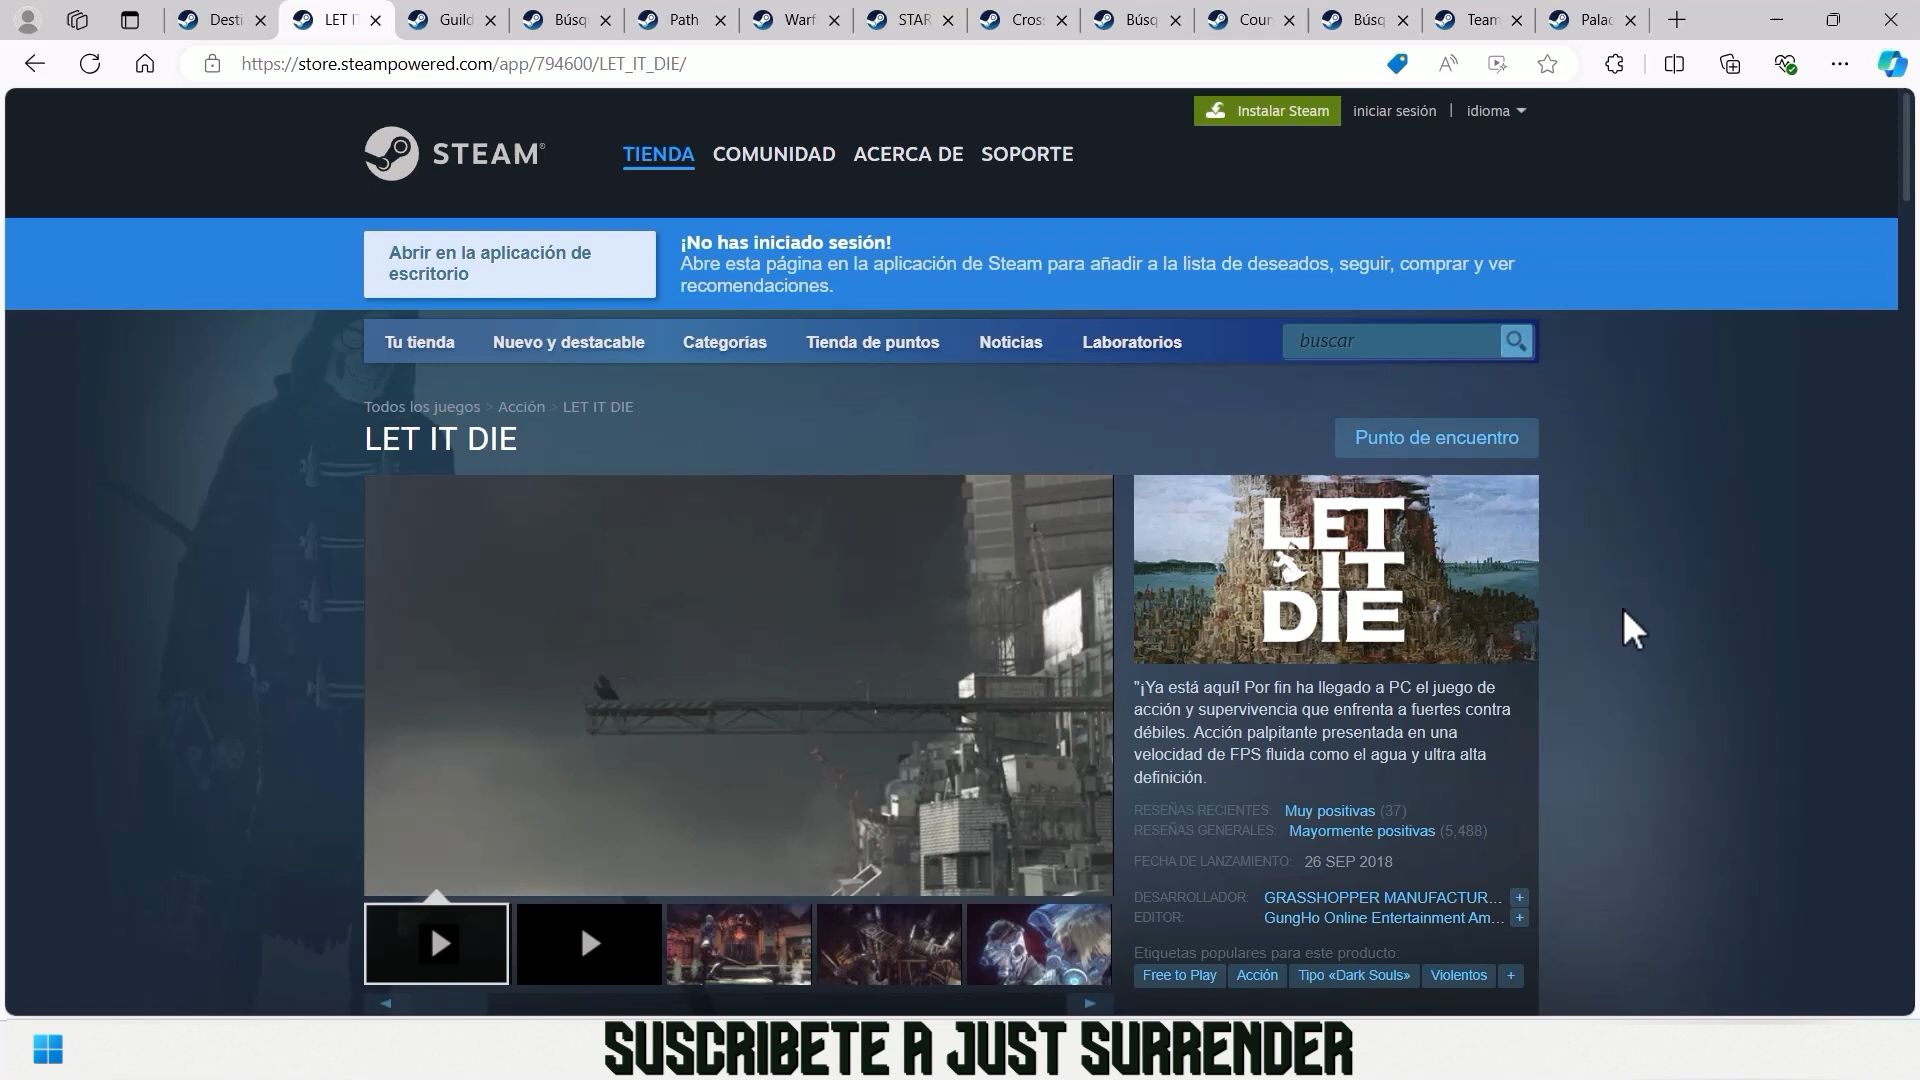 Desti
LET I
Guild
Búsq
Path
Warf
STAR
Cros
Búsq
Coun
Búsq
Team
Palac
https://store.steampowered.com/app/794600/LET_IT_DIE/
Instalar Steam
iniciar sesión
|
idioma
STEAM®
TIENDA
COMUNIDAD
ACERCA DE
SOPORTE
Abrir en la aplicación de
escritorio
¡No has iniciado sesión!
Abre esta página en la aplicación de Steam para añadir a la lista de deseados, seguir, comprar y ver
recomendaciones.
Tu tienda
Nuevo y destacable
Categorías
Tienda de puntos
Noticias
Laboratorios
buscar
Todos los juegos > Acción > LET IT DIE
LET IT DIE
Punto de encuentro
LET
IT
DIE
"¡Ya está aquí! Por fin ha llegado a PC el juego de
acción y supervivencia que enfrenta a fuertes contra
débiles. Acción palpitante presentada en una
velocidad de FPS fluida como el agua y ultra alta
definición.
RESEÑAS RECIENTES: Muy positivas (37)
RESEÑAS GENERALES: Mayormente positivas (5,488)
FECHA DE LANZAMIENTO: 26 SEP 2018
DESARROLLADOR: GRASSHOPPER MANUFACTUR... +
EDITOR: GungHo Online Entertainment Am... +
Etiquetas populares para este producto:
Free to Play
Acción
Tipo «Dark Souls»
Violentos
+
SUSCRIBETE A JUST SURRENDER